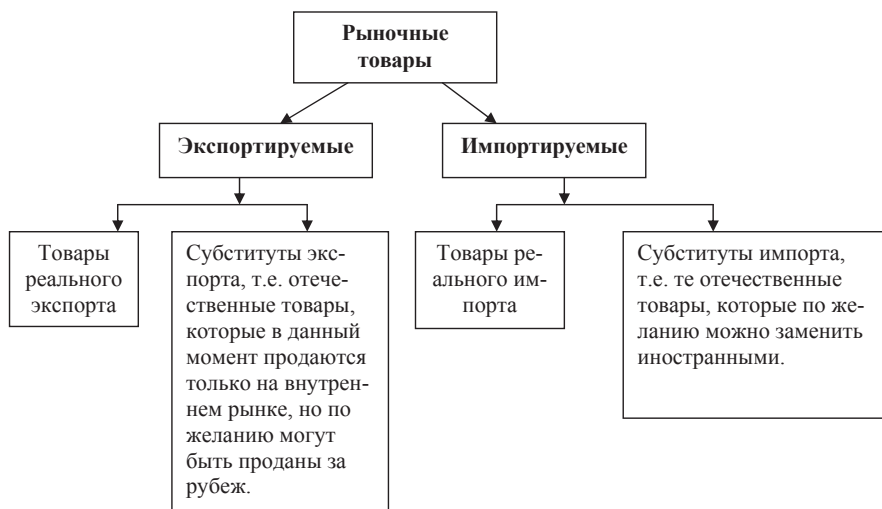 Рыночные
товары
Экспортируемые
Импортируемые
Товары
реального
экспорта
Субституты экс-
порта, т.е. отече-
ственные товары,
которые в данный
момент продаются
только на внутрен-
нем рынке, но по
желанию могут
быть проданы за
рубеж.
Товары ре-
ального им-
порта
Субституты импорта,
т.е. те отечественные
товары, которые по же-
ланию можно заменить
иностранными.